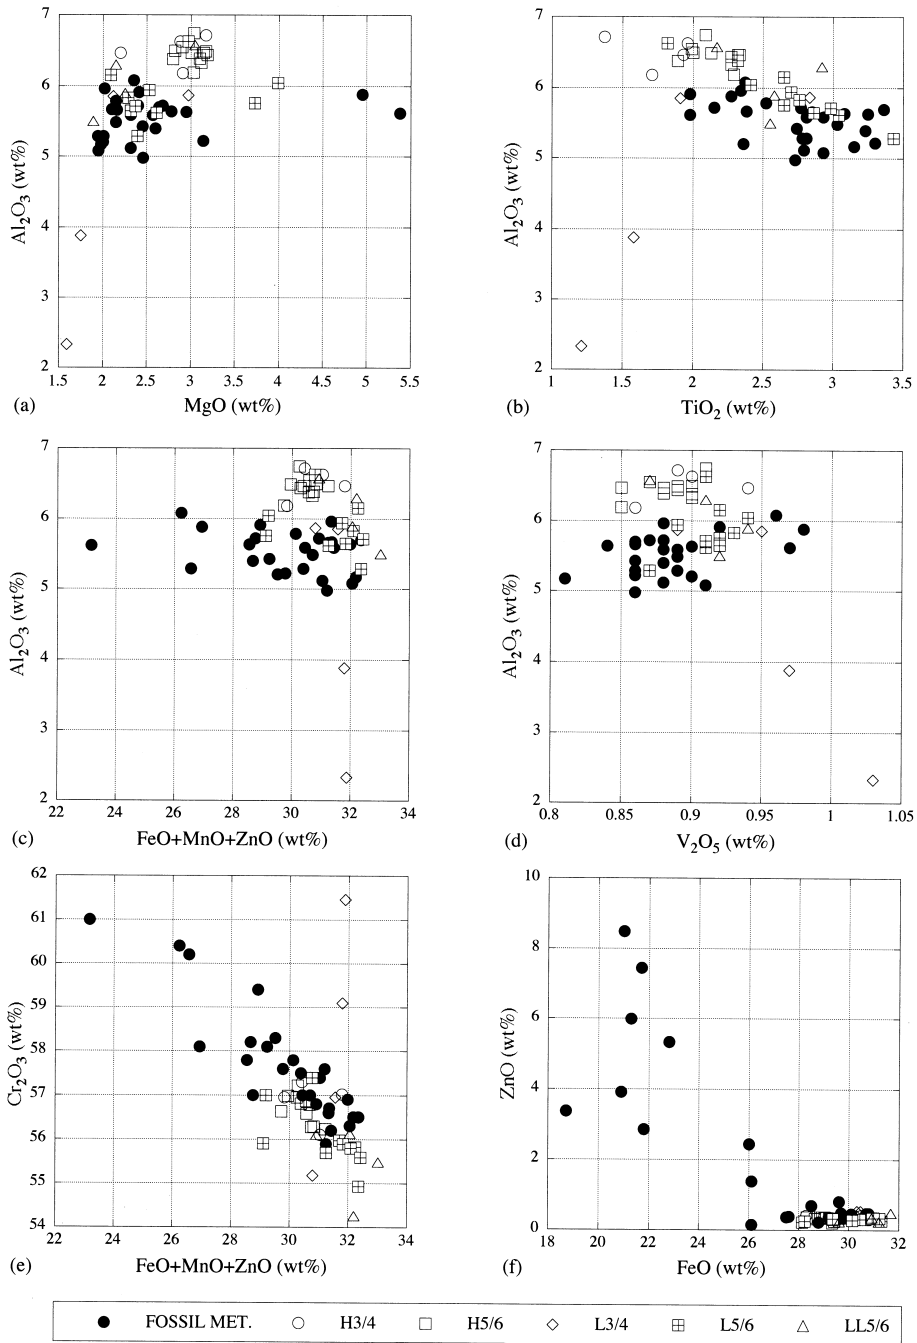 7
6
5
4
3
2
Al2O3 (wt%)
1.5 2 2.5 3 3.5 4 4.5 5 5.5
(a) MgO (wt%)
7
6
5
4
3
2
Al2O3 (wt%)
1 1.5 2 2.5 3 3.5
(b) TiO2 (wt%)
7
6
5
4
3
2
Al2O3 (wt%)
22 24 26 28 30 32 34
(c) FeO+MnO+ZnO (wt%)
7
6
5
4
3
2
Al2O3 (wt%)
0.8 0.85 0.9 0.95 1 1.05
(d) V2O5 (wt%)
62
61
60
59
58
57
56
55
54
Cr2O3 (wt%)
22 24 26 28 30 32 34
(e) FeO+MnO+ZnO (wt%)
10
8
6
4
2
0
ZnO (wt%)
18 20 22 24 26 28 30 32
(f) FeO (wt%)
FOSSIL MET. H3/4 H5/6 L3/4 L5/6 LL5/6